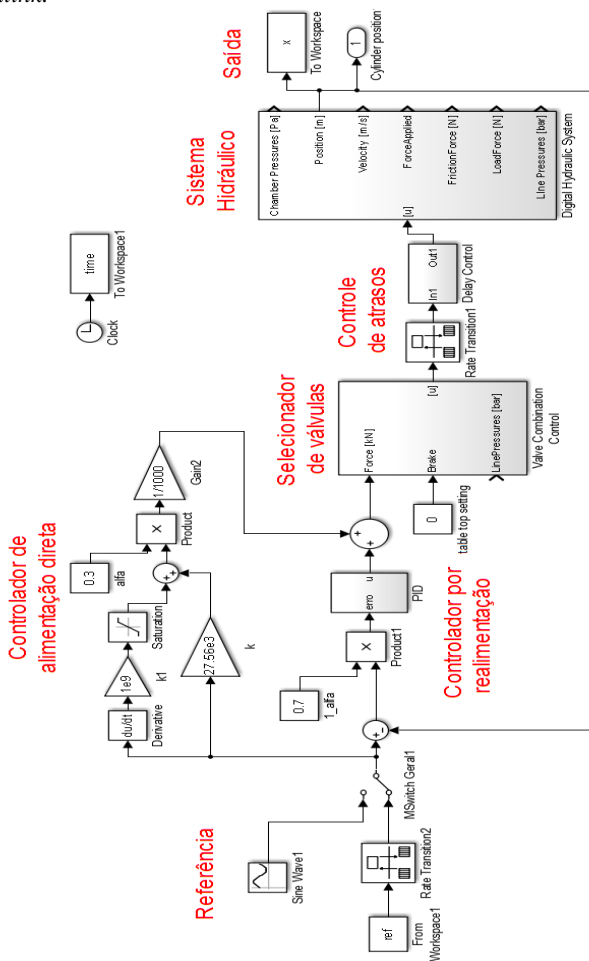 Referência
Sine Wave1
ref
From
Workspace1
Rate Transition2
MSwitch Geral1
Controlador de
alimentação direta
du/dt
Derivative
1e9
k1
Saturation
27.56e3
k
0.3
alfa
X
Product
1/1000
Gain2
0.7
1_alfa
X
Product1
erro
u
PID
Controlador por
realimentação
0
table top setting
Selecionador
de válvulas
Force [kN]
Brake
LinePressures [bar]
[u]
Valve Combination
Control
Rate Transition1
Controle
de atrasos
In1
Out1
Delay Control
Clock
time
To Workspace1
Sistema
Hidráulico
[u]
Chamber Pressures [Pa]
Position [m]
Velocity [m/s]
ForceApplied
FrictionForce [N]
LoadForce [N]
LIne Pressures [bar]
Digital Hydraulic System
Saída
x
To Workspace
1
Cylinder position